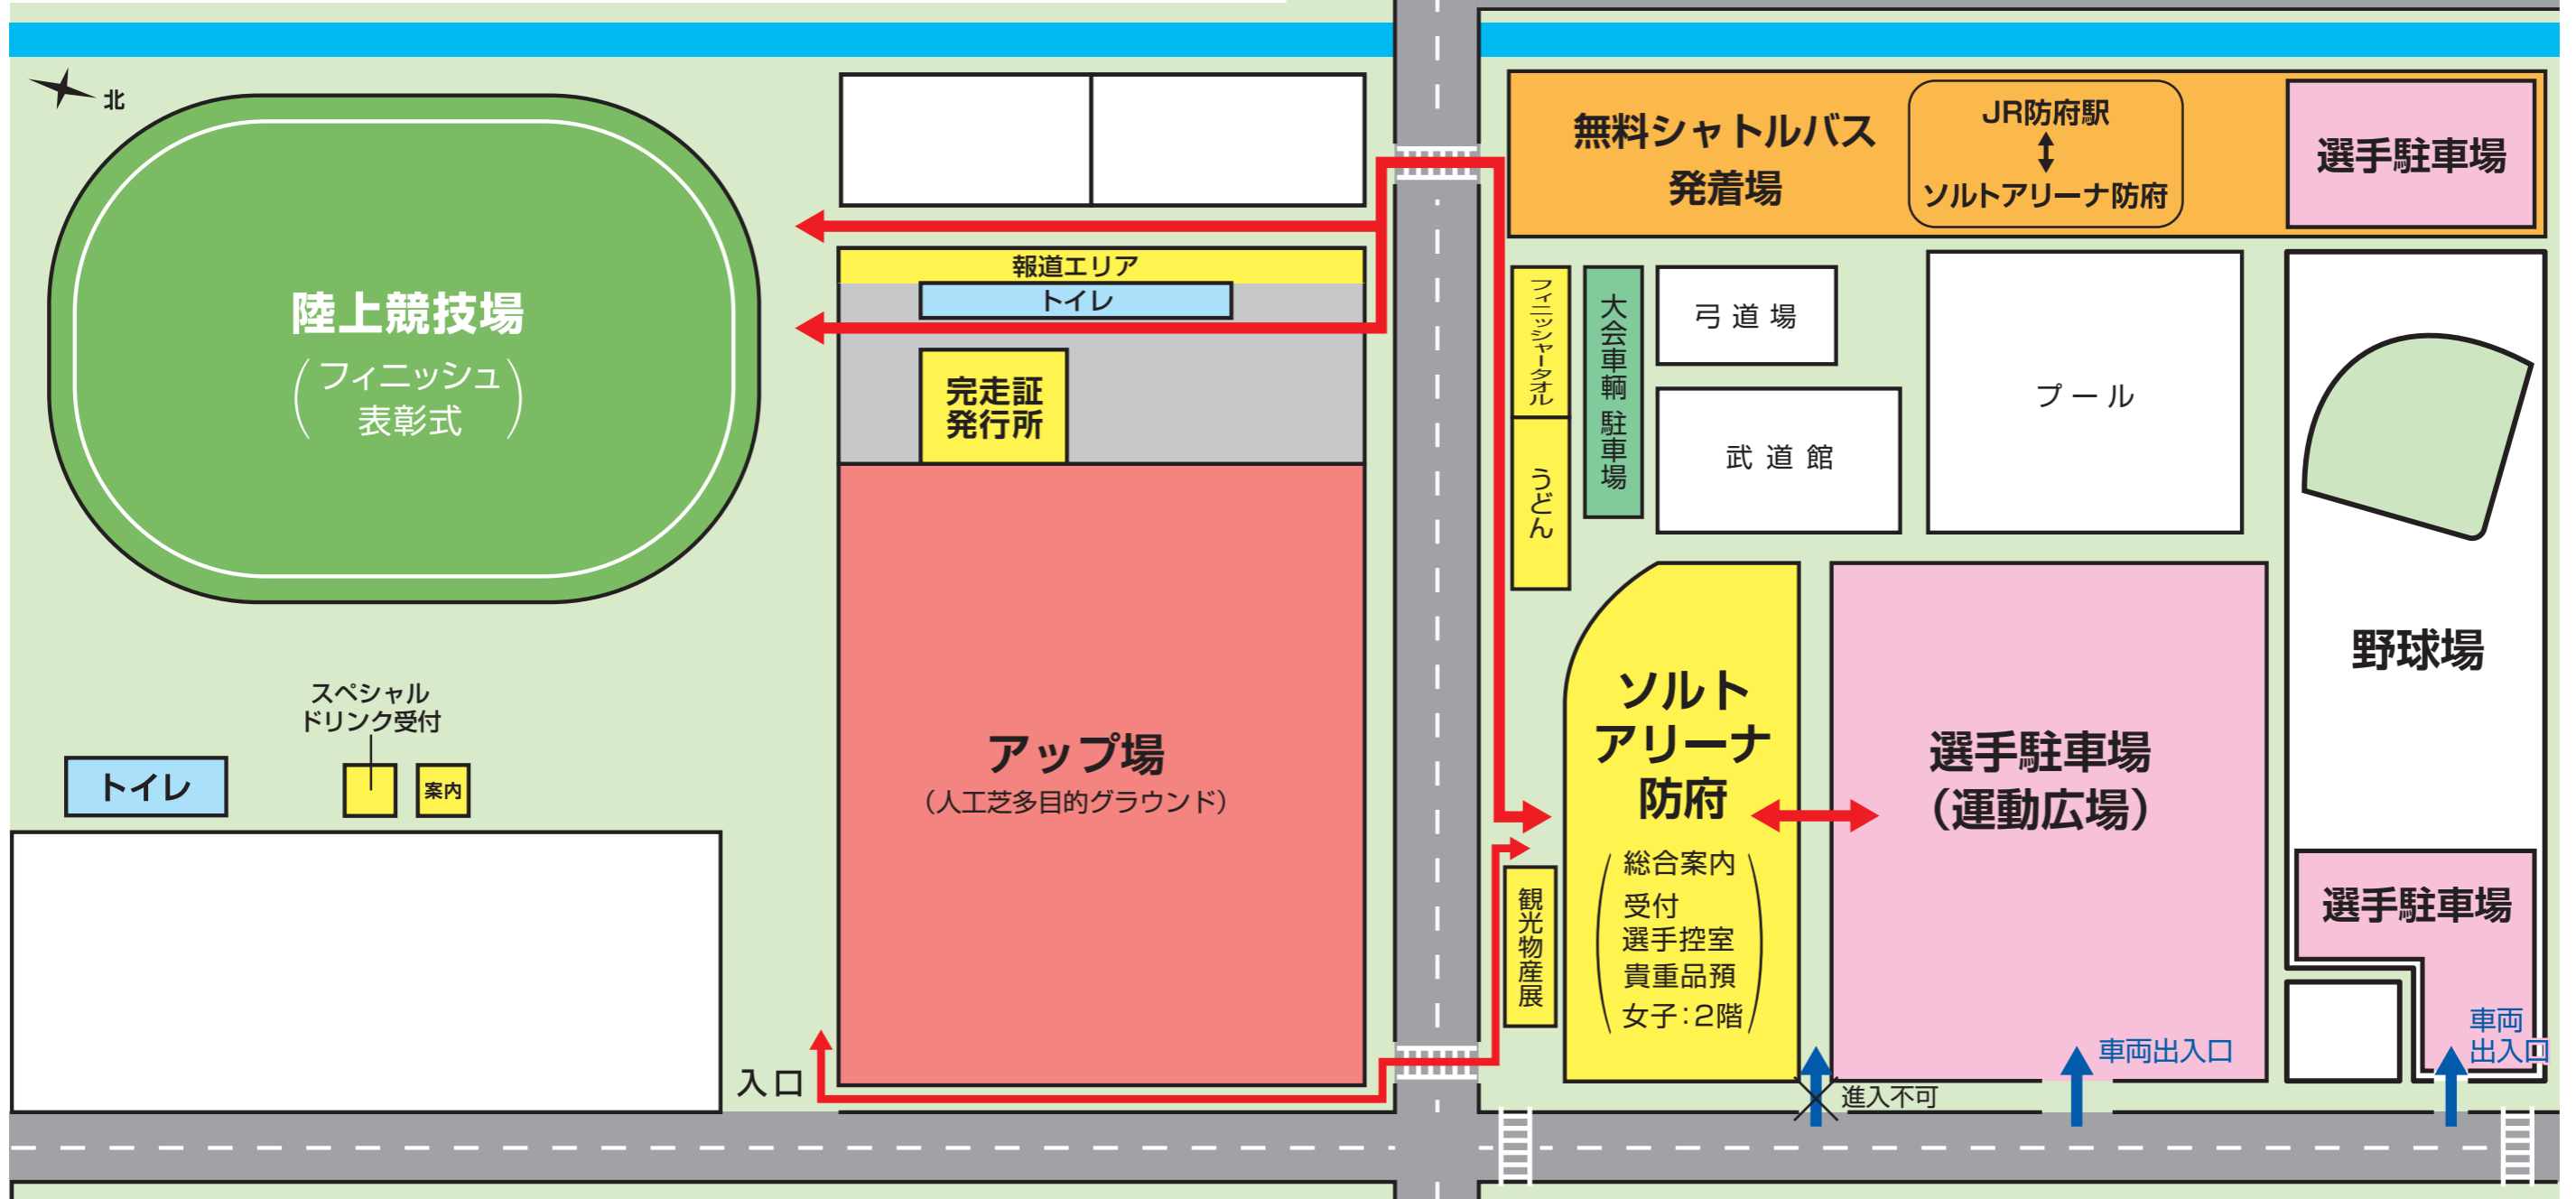 北
陸上競技場
(フィニッシュ
表彰式)
スペシャル
ドリンク受付
トイレ
案内
報道エリア
トイレ
完走証
発行所
アップ場
(人工芝多目的グラウンド)
入口
無料シャトルバス
発着場
JR防府駅
ソルトアリーナ防府
選手駐車場
フィニッシャータオル
うどん
大会車輌 駐車場
弓道場
武道館
プール
野球場
ソルト
アリーナ
防府
(総合案内
受付
選手控室
貴重品預
女子:2階)
観光物産展
選手駐車場
(運動広場)
選手駐車場
車両
出入口
車両出入口
進入不可